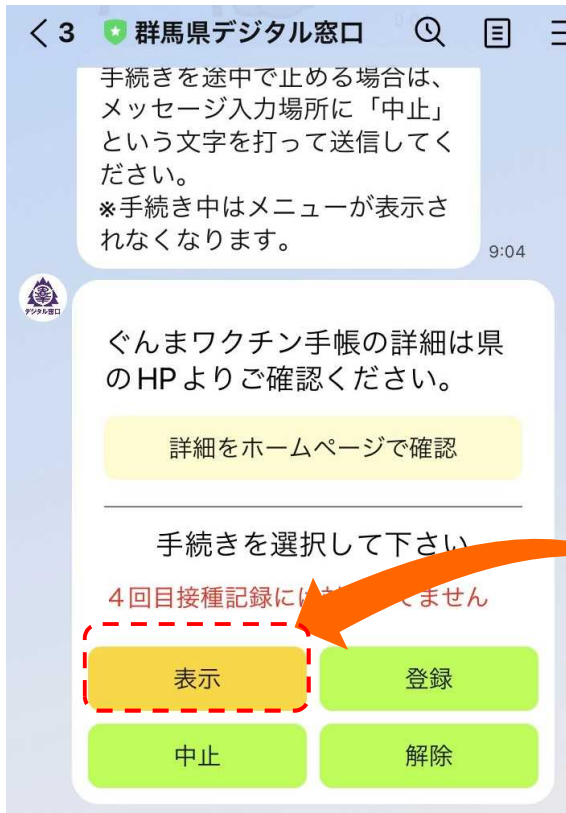 3 群馬県デジタル窓口
手続きを途中で止める場合は、
メッセージ入力場所に「中止」
という文字を打って送信してく
ださい。
※手続き中はメニューが表示さ
れなくなります。
9:04
デジタル窓口
ぐんまワクチン手帳の詳細は県
のHPよりご確認ください。
詳細をホームページで確認
手続きを選択して下さい
4回目接種記録には
てません
表示
登録
中止
解除